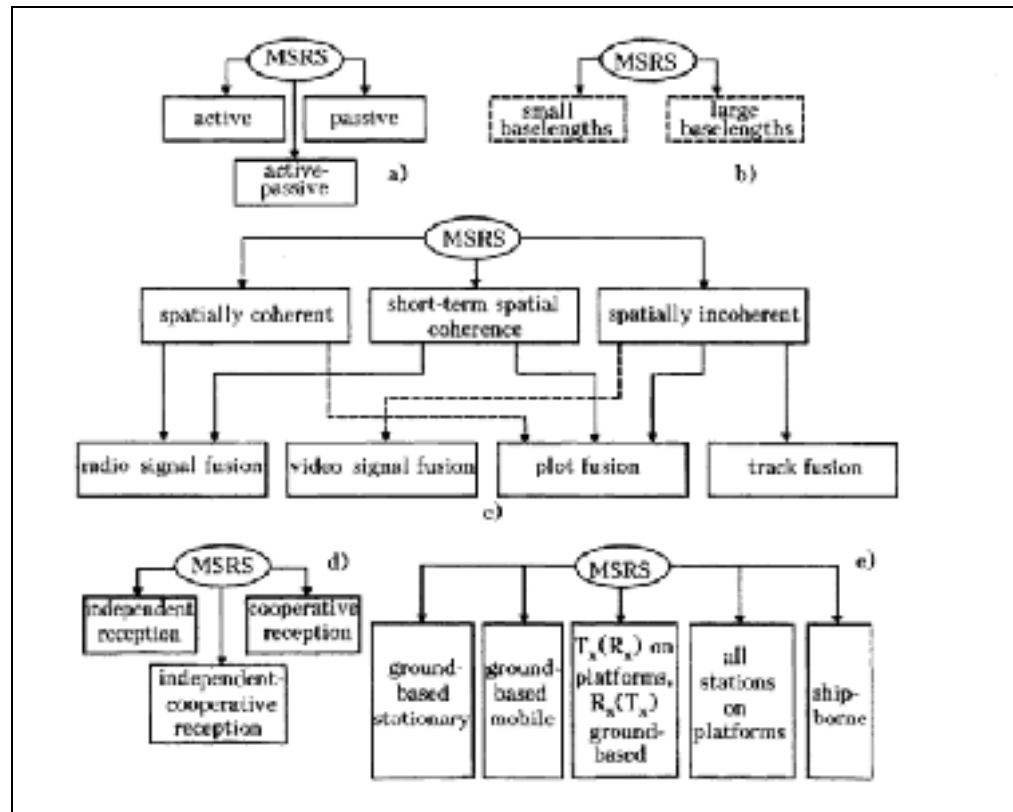 MSRS
active
passive
active-
passive
a)
MSRS
small
baselengths
large
baselengths
b)
MSRS
spatially coherent
short-term spatial
coherence
spatially incoherent
radio signal fusion
video signal fusion
plot fusion
track fusion
c)
MSRS
d)
independent
reception
cooperative
reception
independent-
cooperative
reception
MSRS
e)
ground-
based
stationary
ground-
based
mobile
Tx(Rx) on
platforms,
Rx(Tx)
ground-
based
all
stations
on
platforms
ship-
borne